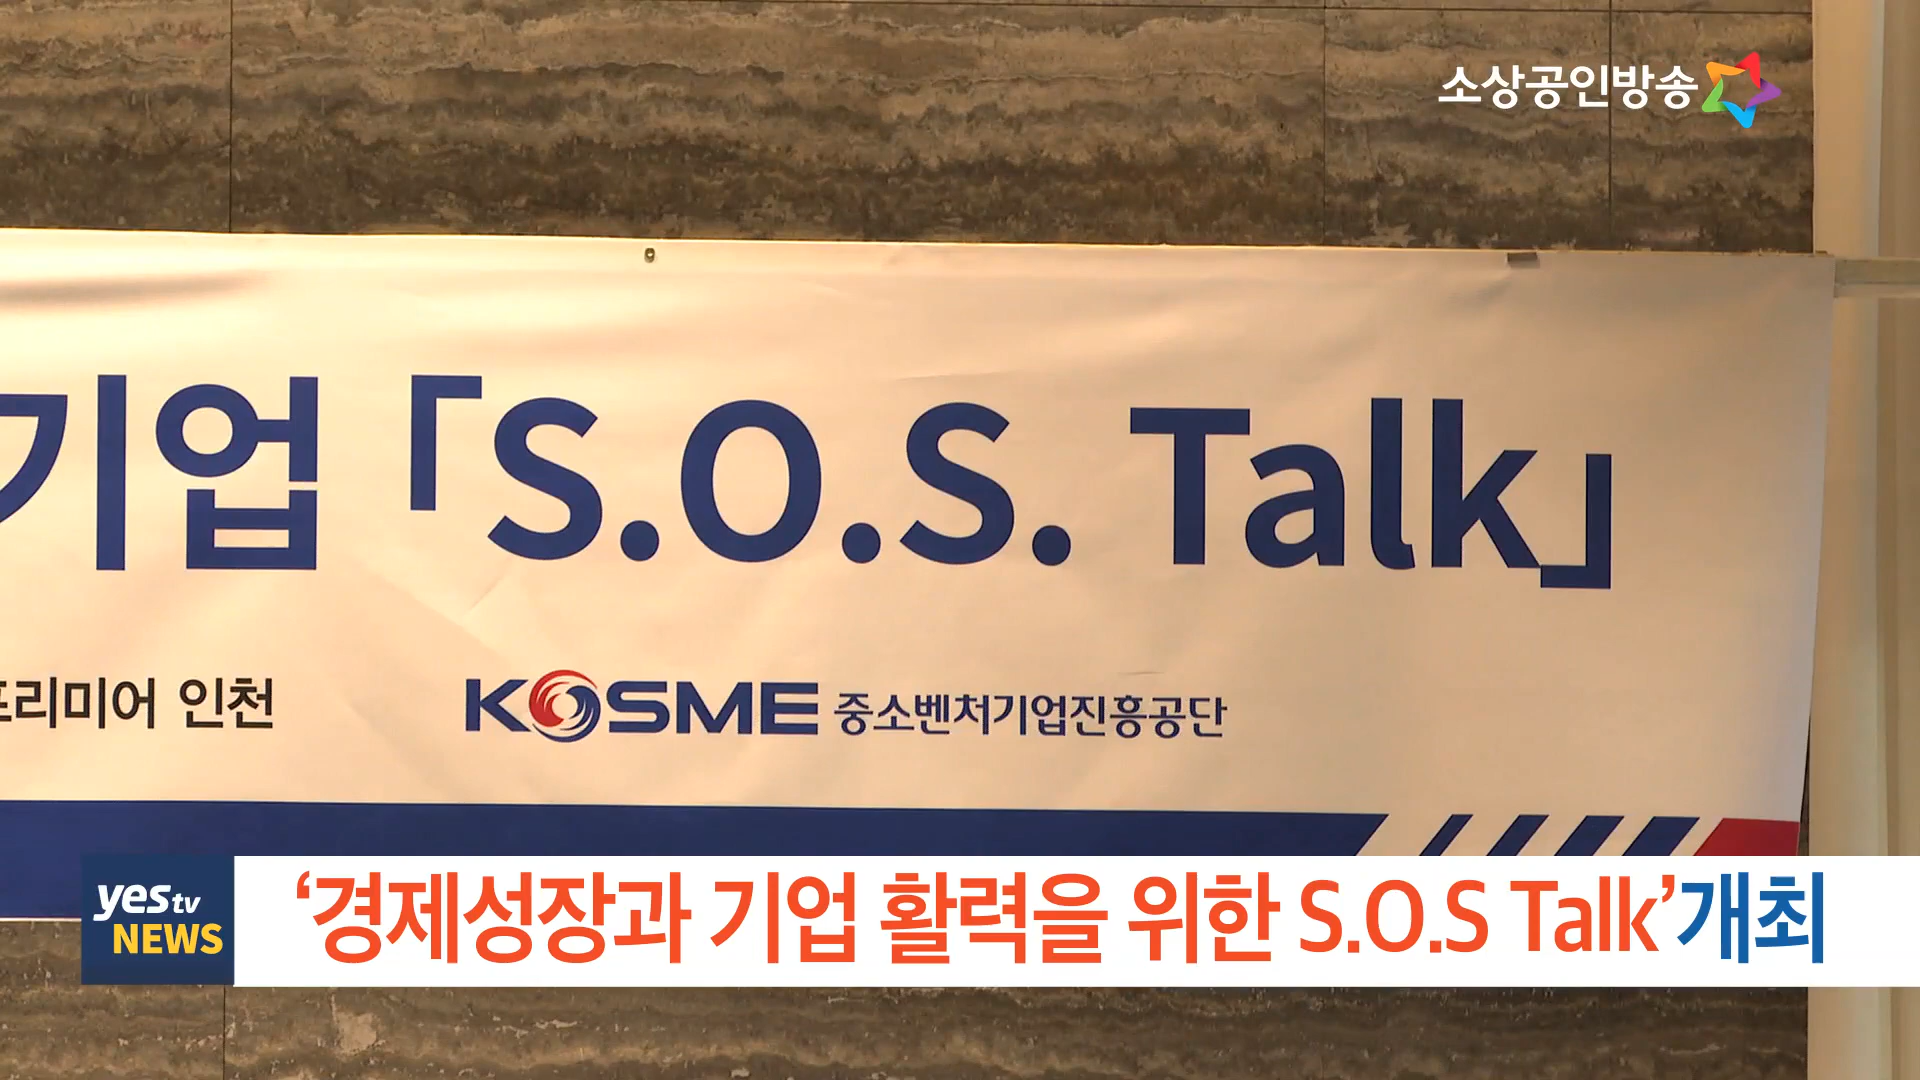 소상공인방송
기업 「S.O.S. Talk」
프리미어 인천
KOSME 중소벤처기업진흥공단
yestv NEWS
‘경제성장과 기업 활력을 위한 S.O.S Talk’개최